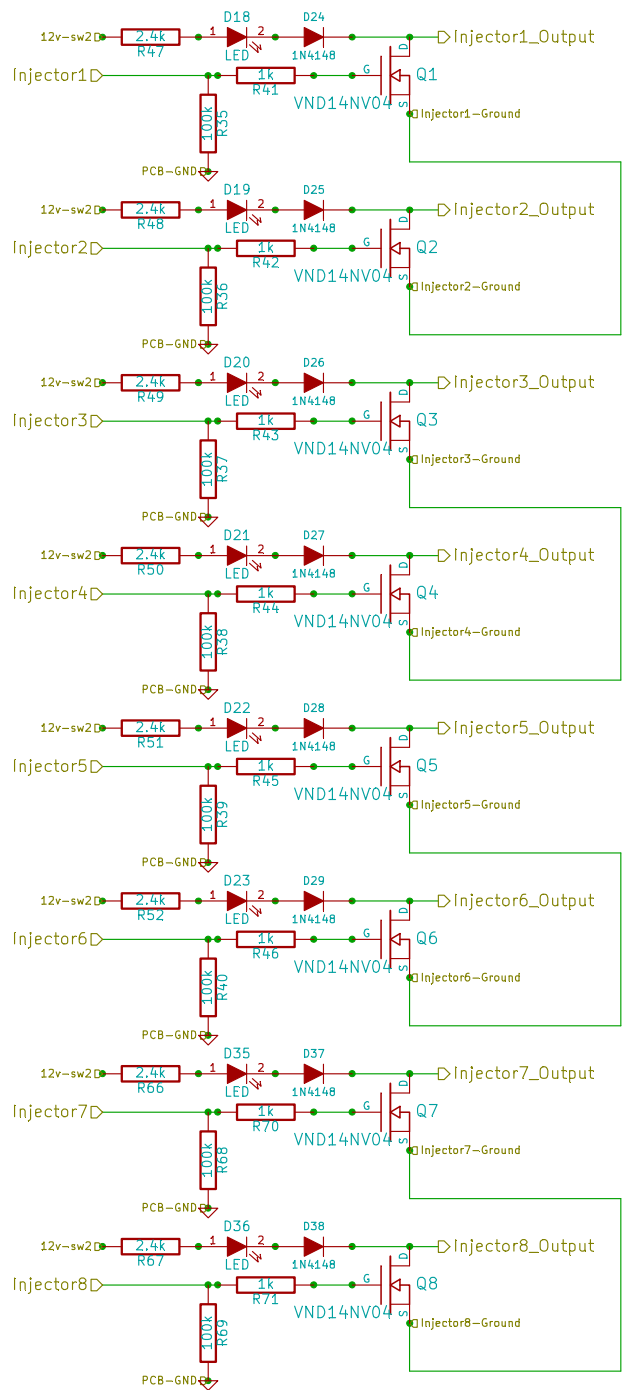 D18 D24
12v-sw2 2.4k 1 2 Injector1_Output
R47 LED 1N4148 D
Injector1 1k G Q1
R41 VND14NV04 S
100k R35 Injector1-Ground
PCB-GND
D19 D25
12v-sw2 2.4k 1 2 Injector2_Output
R48 LED 1N4148 D
Injector2 1k G Q2
R42 VND14NV04 S
100k R36 Injector2-Ground
PCB-GND
D20 D26
12v-sw2 2.4k 1 2 Injector3_Output
R49 LED 1N4148 D
Injector3 1k G Q3
R43 VND14NV04 S
100k R37 Injector3-Ground
PCB-GND
D21 D27
12v-sw2 2.4k 1 2 Injector4_Output
R50 LED 1N4148 D
Injector4 1k G Q4
R44 VND14NV04 S
100k R38 Injector4-Ground
PCB-GND
D22 D28
12v-sw2 2.4k 1 2 Injector5_Output
R51 LED 1N4148 D
Injector5 1k G Q5
R45 VND14NV04 S
100k R39 Injector5-Ground
PCB-GND
D23 D29
12v-sw2 2.4k 1 2 Injector6_Output
R52 LED 1N4148 D
Injector6 1k G Q6
R46 VND14NV04 S
100k R40 Injector6-Ground
PCB-GND
D35 D37
12v-sw2 2.4k 1 2 Injector7_Output
R66 LED 1N4148 D
Injector7 1k G Q7
R70 VND14NV04 S
100k R68 Injector7-Ground
PCB-GND
D36 D38
12v-sw2 2.4k 1 2 Injector8_Output
R67 LED 1N4148 D
Injector8 1k G Q8
R71 VND14NV04 S
100k R69 Injector8-Ground
PCB-GND